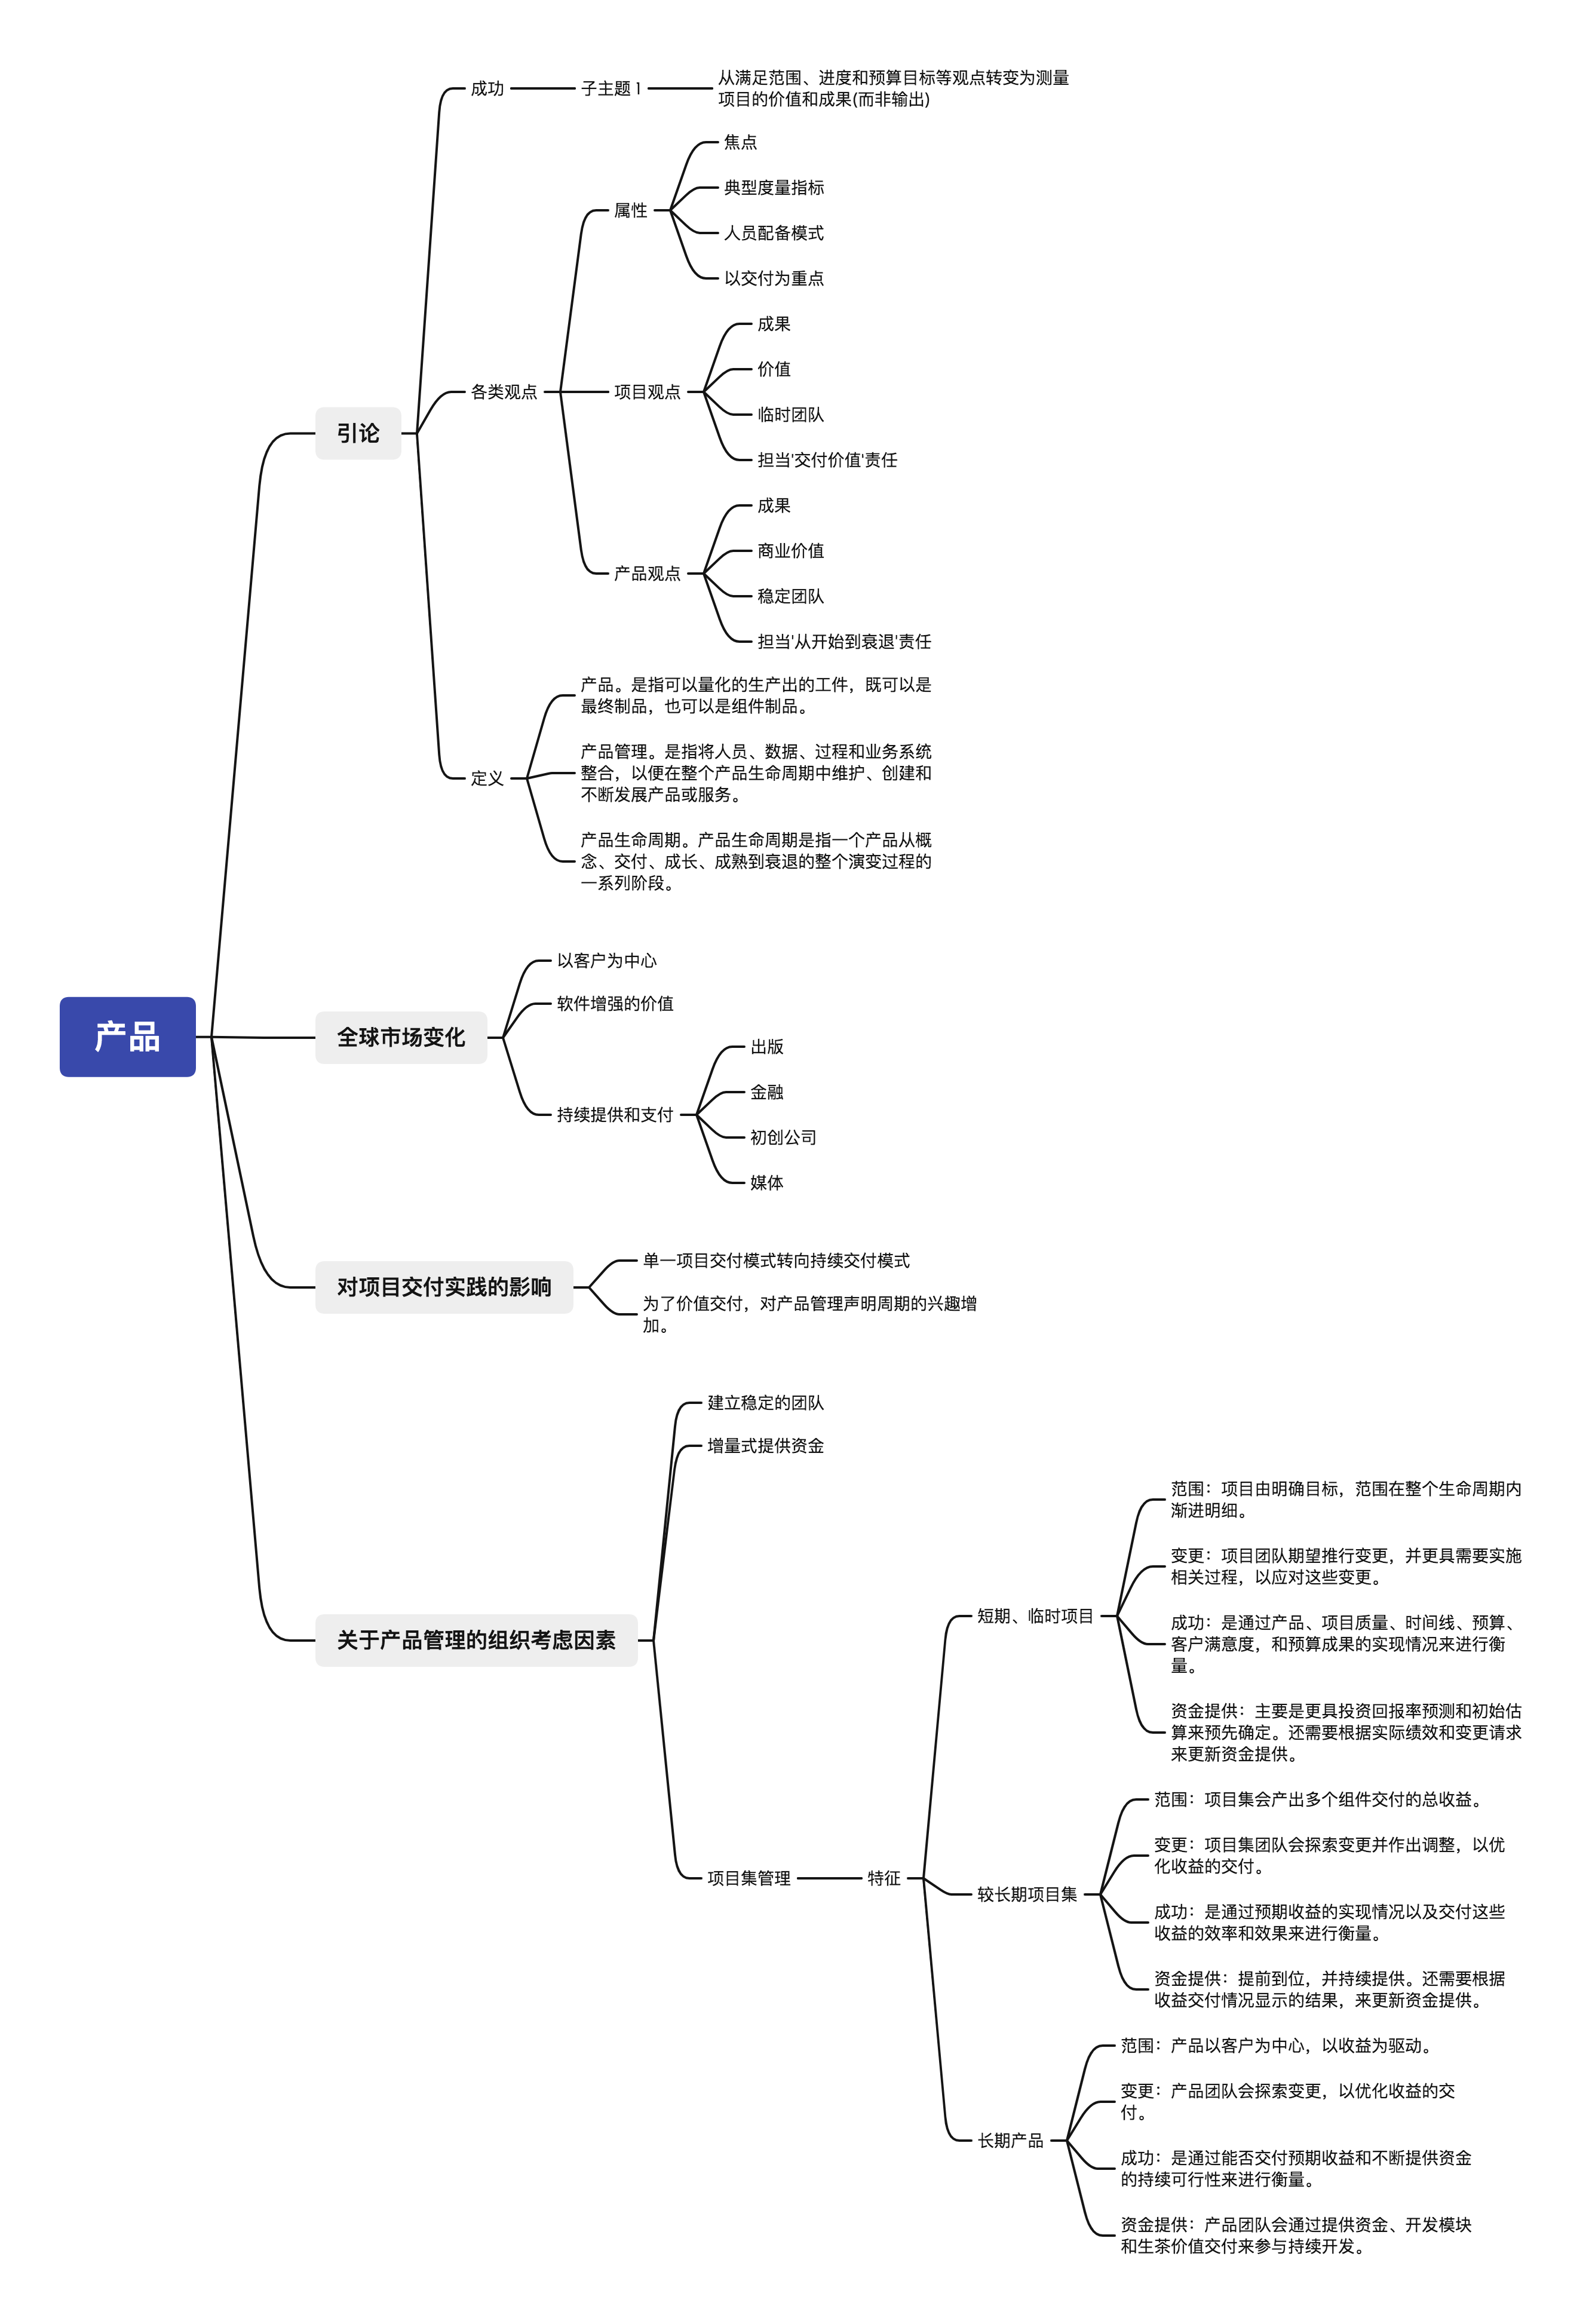 产品
引论
成功
子主题 1
从满足范围、进度和预算目标等观点转变为测量
项目的价值和成果(而非输出)
各类观点
属性
焦点
典型度量指标
人员配备模式
以交付为重点
项目观点
成果
价值
临时团队
担当'交付价值'责任
产品观点
成果
商业价值
稳定团队
担当'从开始到衰退'责任
定义
产品。是指可以量化的生产出的工件，既可以是
最终制品，也可以是组件制品。
产品管理。是指将人员、数据、过程和业务系统
整合，以便在整个产品生命周期中维护、创建和
不断发展产品或服务。
产品生命周期。产品生命周期是指一个产品从概
念、交付、成长、成熟到衰退的整个演变过程的
一系列阶段。
全球市场变化
以客户为中心
软件增强的价值
持续提供和支付
出版
金融
初创公司
媒体
对项目交付实践的影响
单一项目交付模式转向持续交付模式
为了价值交付，对产品管理声明周期的兴趣增
加。
关于产品管理的组织考虑因素
建立稳定的团队
增量式提供资金
项目集管理
特征
短期、临时项目
范围：项目由明确目标，范围在整个生命周期内
渐进明细。
变更：项目团队期望推行变更，并更具需要实施
相关过程，以应对这些变更。
成功：是通过产品、项目质量、时间线、预算、
客户满意度，和预算成果的实现情况来进行衡
量。
资金提供：主要是更具投资回报率预测和初始估
算来预先确定。还需要根据实际绩效和变更请求
来更新资金提供。
较长期项目集
范围：项目集会产出多个组件交付的总收益。
变更：项目集团队会探索变更并作出调整，以优
化收益的交付。
成功：是通过预期收益的实现情况以及交付这些
收益的效率和效果来进行衡量。
资金提供：提前到位，并持续提供。还需要根据
收益交付情况显示的结果，来更新资金提供。
长期产品
范围：产品以客户为中心，以收益为驱动。
变更：产品团队会探索变更，以优化收益的交
付。
成功：是通过能否交付预期收益和不断提供资金
的持续可行性来进行衡量。
资金提供：产品团队会通过提供资金、开发模块
和生茶价值交付来参与持续开发。